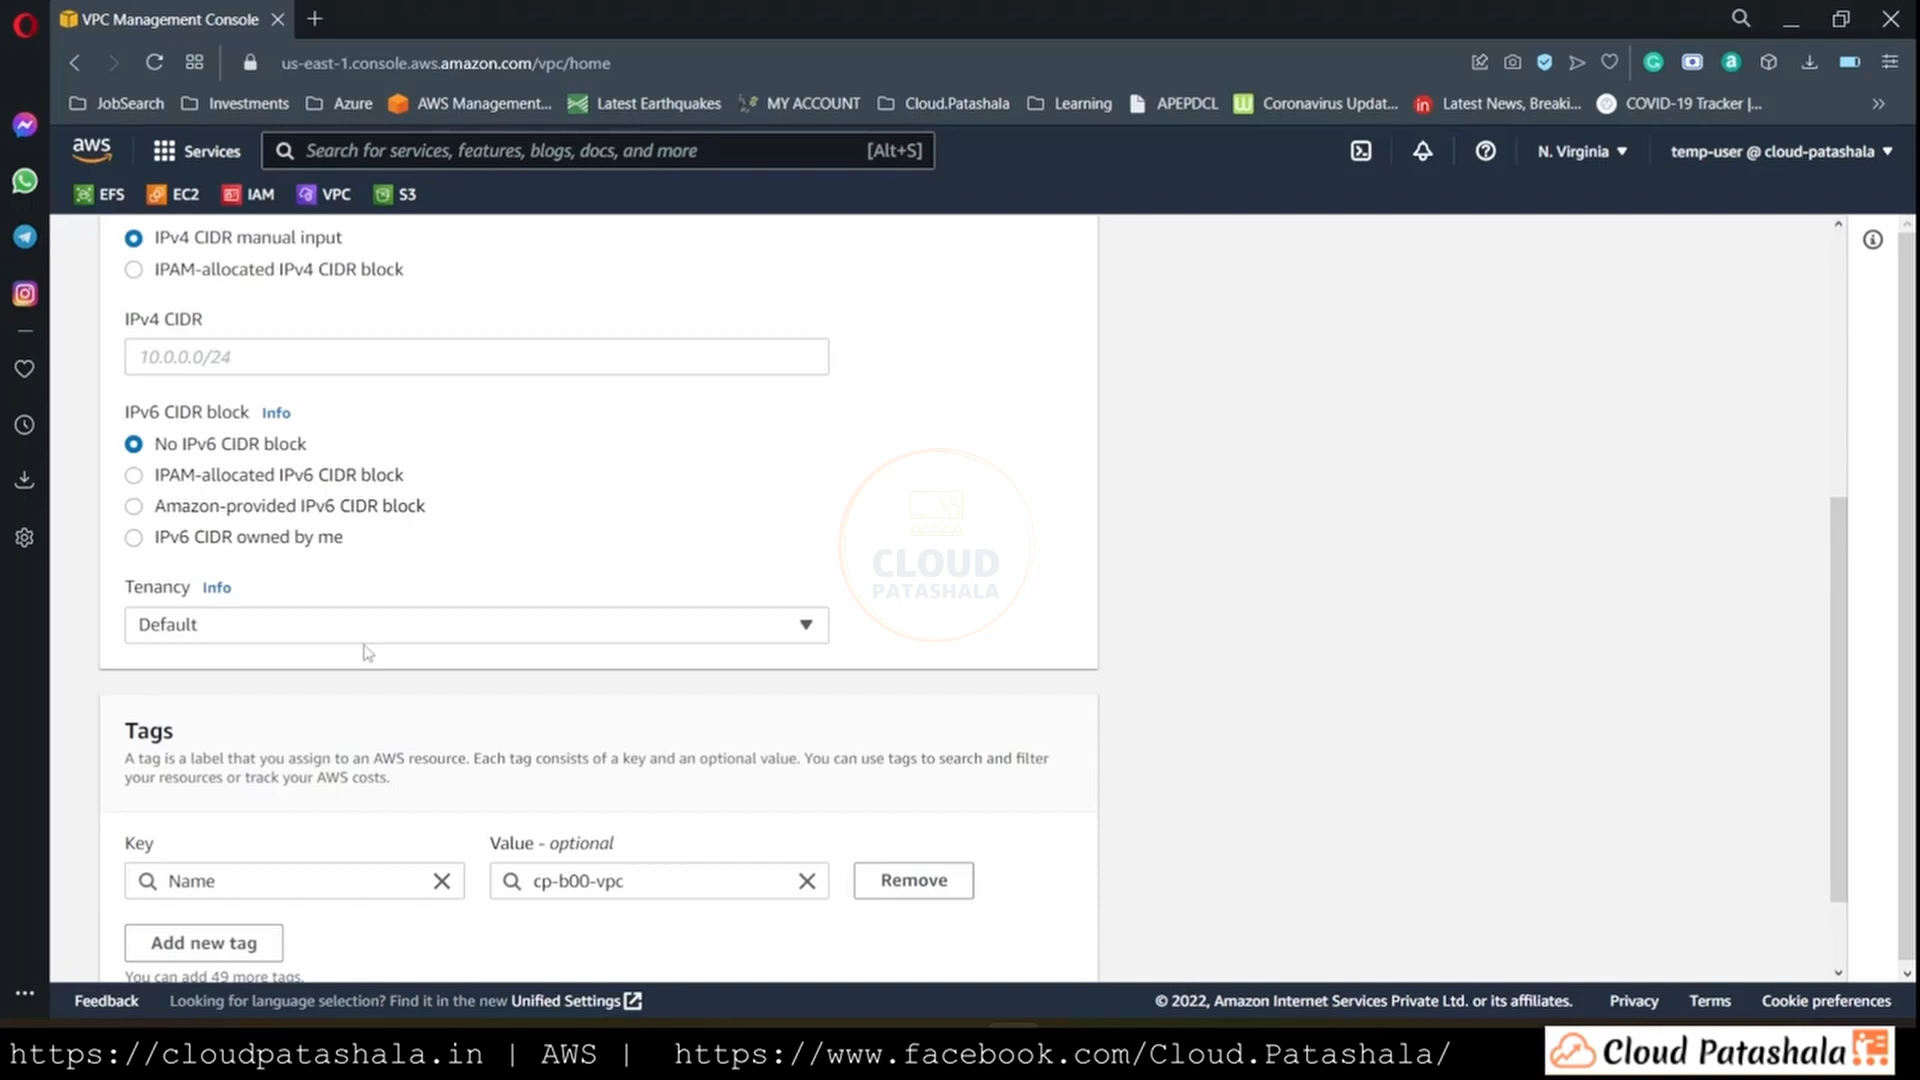 VPC Management Console
us-east-1.console.aws.amazon.com/vpc/home
JobSearch Investments Azure AWS Management... Latest Earthquakes MY ACCOUNT Cloud.Patashala Learning APEPDCL Coronavirus Updat... Latest News, Breaki... COVID-19 Tracker |... »
aws Services Search for services, features, blogs, docs, and more [Alt+S] N. Virginia temp-user @ cloud-patashala
EFS EC2 IAM VPC S3
IPv4 CIDR manual input
IPAM-allocated IPv4 CIDR block
IPv4 CIDR
10.0.0.0/24
IPv6 CIDR block Info
No IPv6 CIDR block
IPAM-allocated IPv6 CIDR block
Amazon-provided IPv6 CIDR block
IPv6 CIDR owned by me
CLOUD
PATASHALA
Tenancy Info
Default
Tags
A tag is a label that you assign to an AWS resource. Each tag consists of a key and an optional value. You can use tags to search and filter
your resources or track your AWS costs.
Key Value - optional
Name cp-b00-vpc Remove
Add new tag
You can add 49 more tags.
Feedback Looking for language selection? Find it in the new Unified Settings © 2022, Amazon Internet Services Private Ltd. or its affiliates. Privacy Terms Cookie preferences
https://cloudpatashala.in | AWS | https://www.facebook.com/Cloud.Patashala/ Cloud Patashala